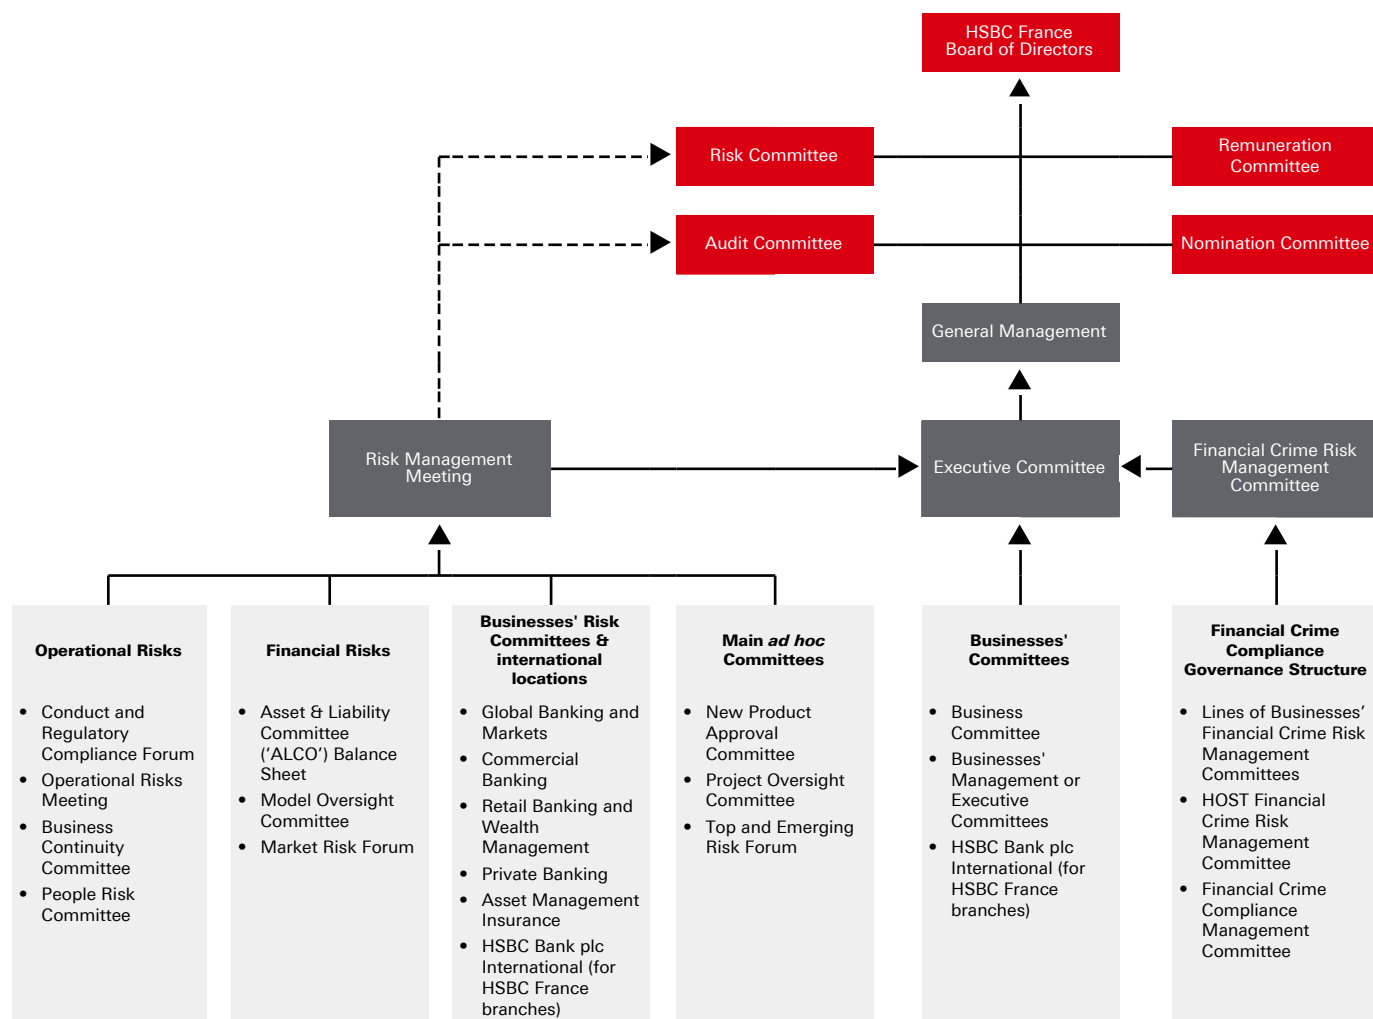 HSBC France
Board of Directors
Risk Committee
Remuneration
Committee
Audit Committee
Nomination Committee
General Management
Risk Management
Meeting
Executive Committee
Financial Crime Risk
Management
Committee
Operational Risks
• Conduct and
Regulatory
Compliance Forum
• Operational Risks
Meeting
• Business
Continuity
Committee
• People Risk
Committee
Financial Risks
• Asset & Liability
Committee
(‘ALCO’) Balance
Sheet
• Model Oversight
Committee
• Market Risk Forum
Businesses' Risk
Committees &
international
locations
• Global Banking and
Markets
• Commercial
Banking
• Retail Banking and
Wealth
Management
• Private Banking
• Asset Management
Insurance
• HSBC Bank plc
International (for
HSBC France
branches)
Main ad hoc
Committees
• New Product
Approval
Committee
• Project Oversight
Committee
• Top and Emerging
Risk Forum
Businesses'
Committees
• Business
Committee
• Businesses'
Management or
Executive
Committees
• HSBC Bank plc
International (for
HSBC France
branches)
Financial Crime
Compliance
Governance Structure
• Lines of Businesses’
Financial Crime Risk
Management
Committees
• HOST Financial
Crime Risk
Management
Committee
• Financial Crime
Compliance
Management
Committee